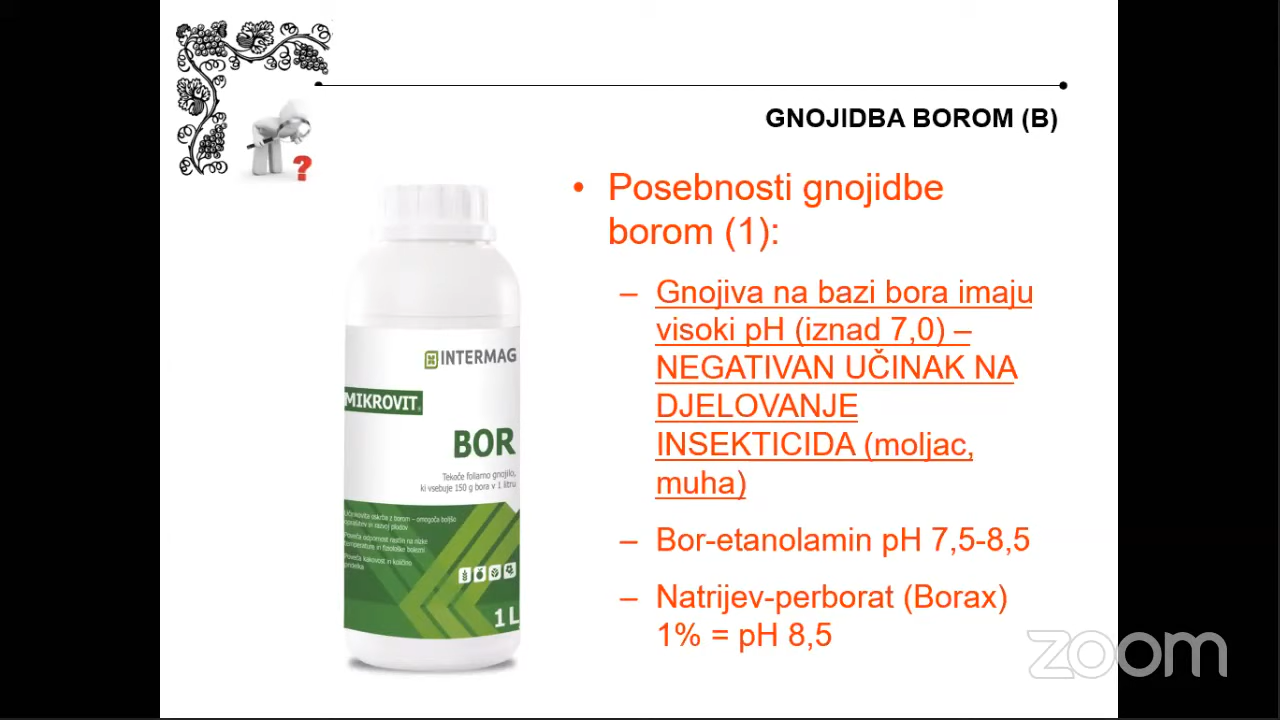 GNOJIDBA BOROM (B)
• Posebnosti gnojidbe
borom (1):
– Gnojiva na bazi bora imaju
visoki pH (iznad 7,0) –
NEGATIVAN UČINAK NA
DJELOVANJE
INSEKTICIDA (moljac,
muha)
– Bor-etanolamin pH 7,5-8,5
– Natrijev-perborat (Borax)
1% = pH 8,5
?
INTERMAG
MIKROVIT
BOR
Tekoče foliarno gnojilo,
ki vsebuje 150 g bora v 1 litru
1 L
zoom